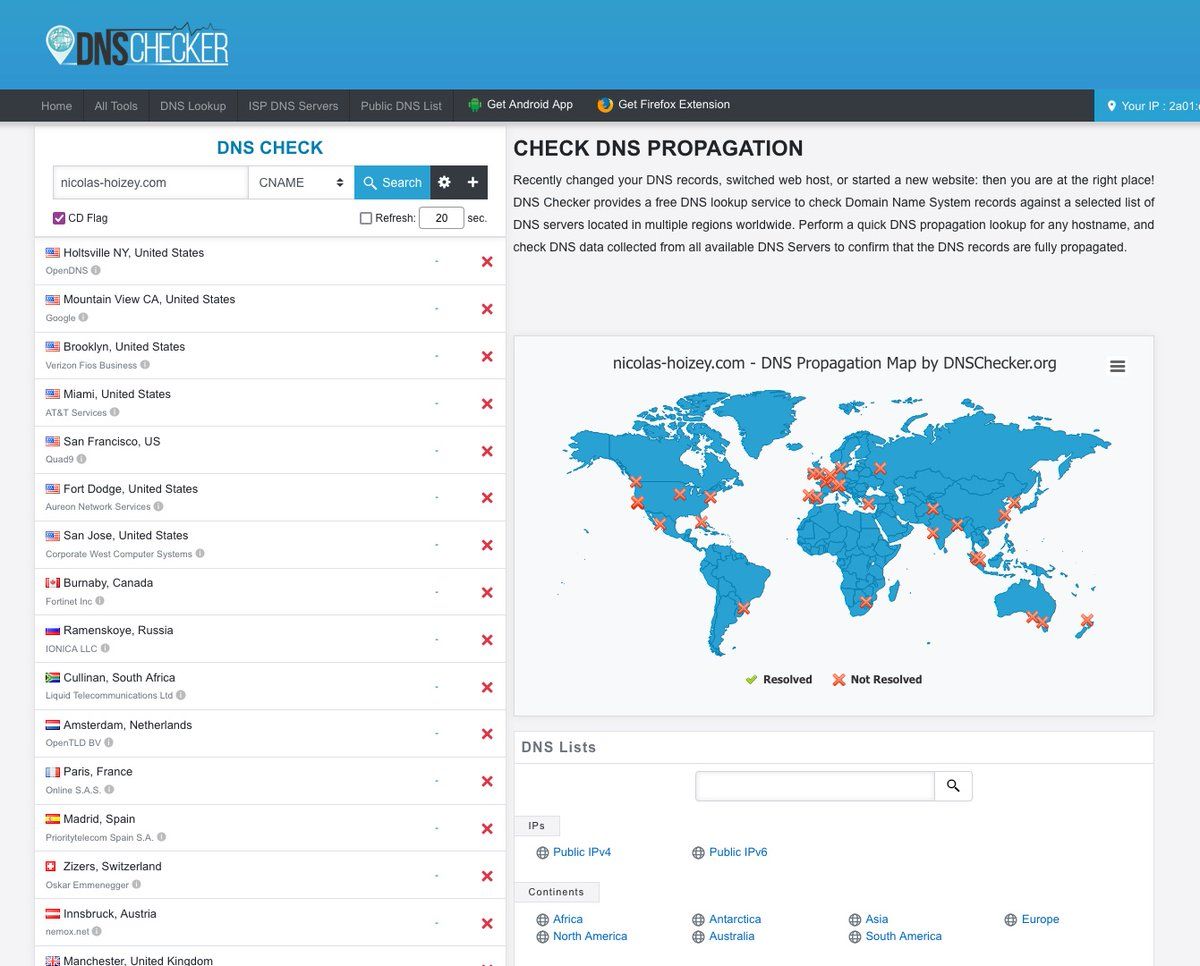 DNSCHECKER
Home All Tools DNS Lookup ISP DNS Servers Public DNS List Get Android App Get Firefox Extension Your IP : 2a01:
DNS CHECK
nicolas-hoizey.com CNAME Search
CD Flag Refresh: 20 sec.
Holtsville NY, United States
OpenDNS
-
Mountain View CA, United States
Google
-
Brooklyn, United States
Verizon Fios Business
-
Miami, United States
AT&T Services
-
San Francisco, US
Quad9
-
Fort Dodge, United States
Aureon Network Services
-
San Jose, United States
Corporate West Computer Systems
-
Burnaby, Canada
Fortinet Inc
-
Ramenskoye, Russia
IONICA LLC
-
Cullinan, South Africa
Liquid Telecommunications Ltd
-
Amsterdam, Netherlands
OpenTLD BV
-
Paris, France
Online S.A.S.
-
Madrid, Spain
Prioritytelecom Spain S.A.
-
Zizers, Switzerland
Oskar Emmenegger
-
Innsbruck, Austria
nemox.net
-
Manchester, United Kingdom
CHECK DNS PROPAGATION
Recently changed your DNS records, switched web host, or started a new website: then you are at the right place!
DNS Checker provides a free DNS lookup service to check Domain Name System records against a selected list of
DNS servers located in multiple regions worldwide. Perform a quick DNS propagation lookup for any hostname, and
check DNS data collected from all available DNS Servers to confirm that the DNS records are fully propagated.
nicolas-hoizey.com - DNS Propagation Map by DNSChecker.org
Resolved Not Resolved
DNS Lists
IPs
Public IPv4 Public IPv6
Continents
Africa Antarctica Asia Europe
North America Australia South America